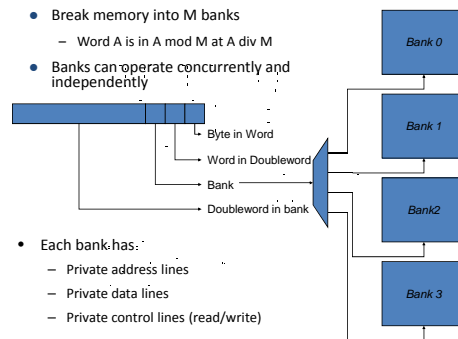 Break memory into M banks
– Word A is in A mod M at A div M
Banks can operate concurrently and
independently
Byte in Word
Word in Doubleword
Bank
Doubleword in bank
Bank 0
Bank 1
Bank2
Bank 3
• Each bank has:
– Private address lines
– Private data lines
– Private control lines (read/write)